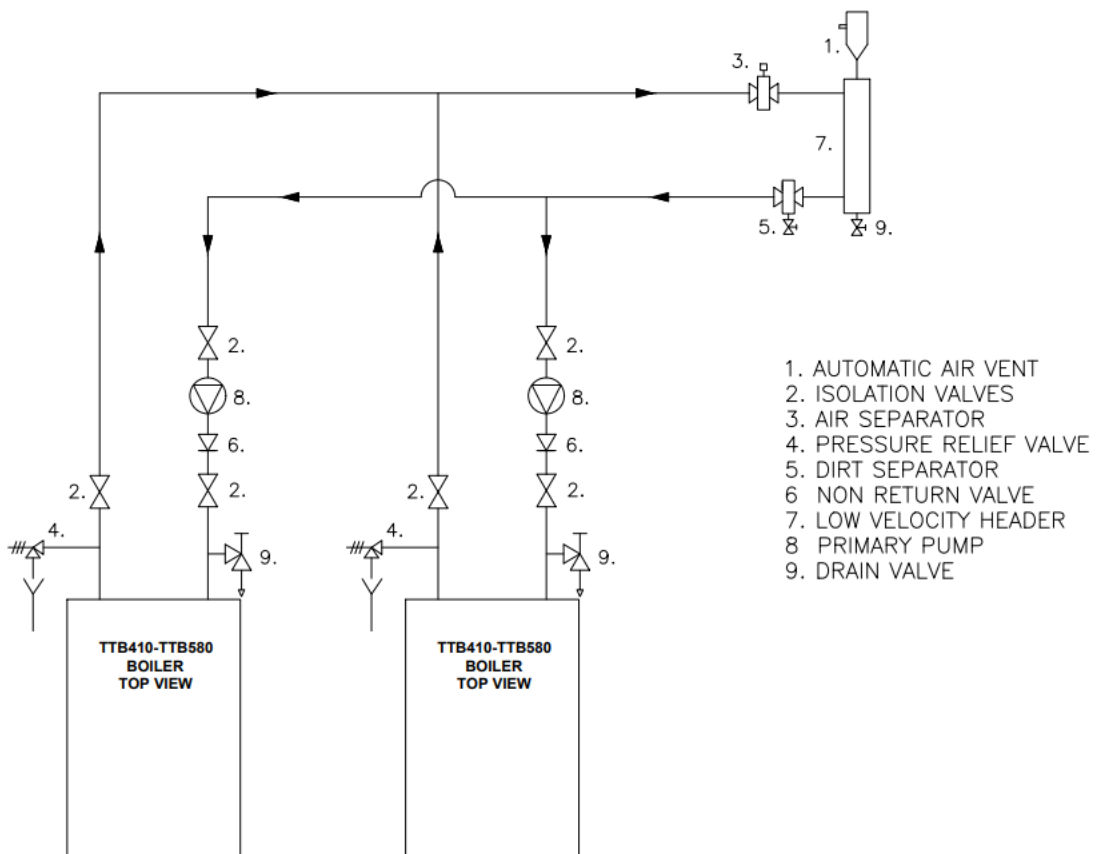 1.
3.
7.
5.
9.
2.
2.
8.
8.
6.
6.
2.
2.
2.
2.
4.
9.
4.
9.
TTB410-TTB580
BOILER
TOP VIEW
TTB410-TTB580
BOILER
TOP VIEW
1. AUTOMATIC AIR VENT
2. ISOLATION VALVES
3. AIR SEPARATOR
4. PRESSURE RELIEF VALVE
5. DIRT SEPARATOR
6 NON RETURN VALVE
7. LOW VELOCITY HEADER
8 PRIMARY PUMP
9. DRAIN VALVE